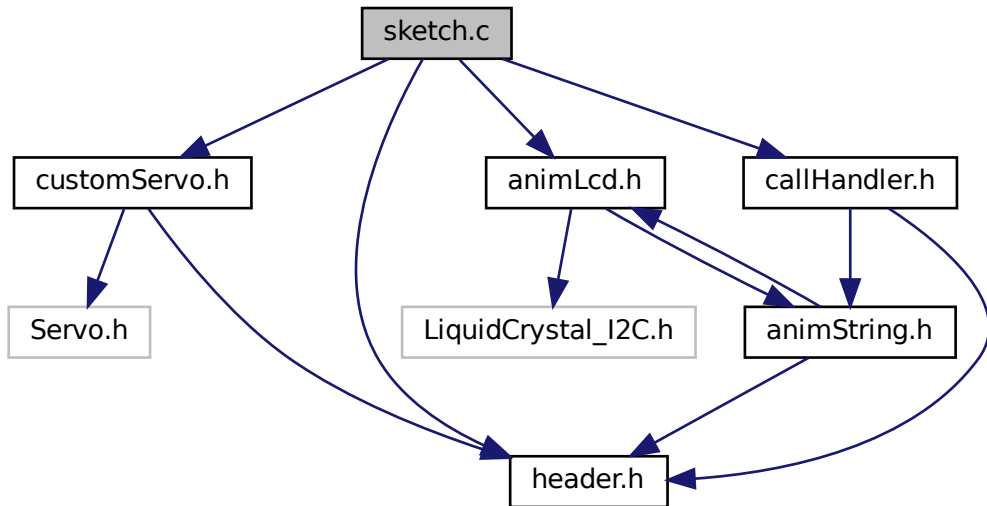 sketch.c
customServo.h
animLcd.h
callHandler.h
Servo.h
LiquidCrystal_I2C.h
animString.h
header.h